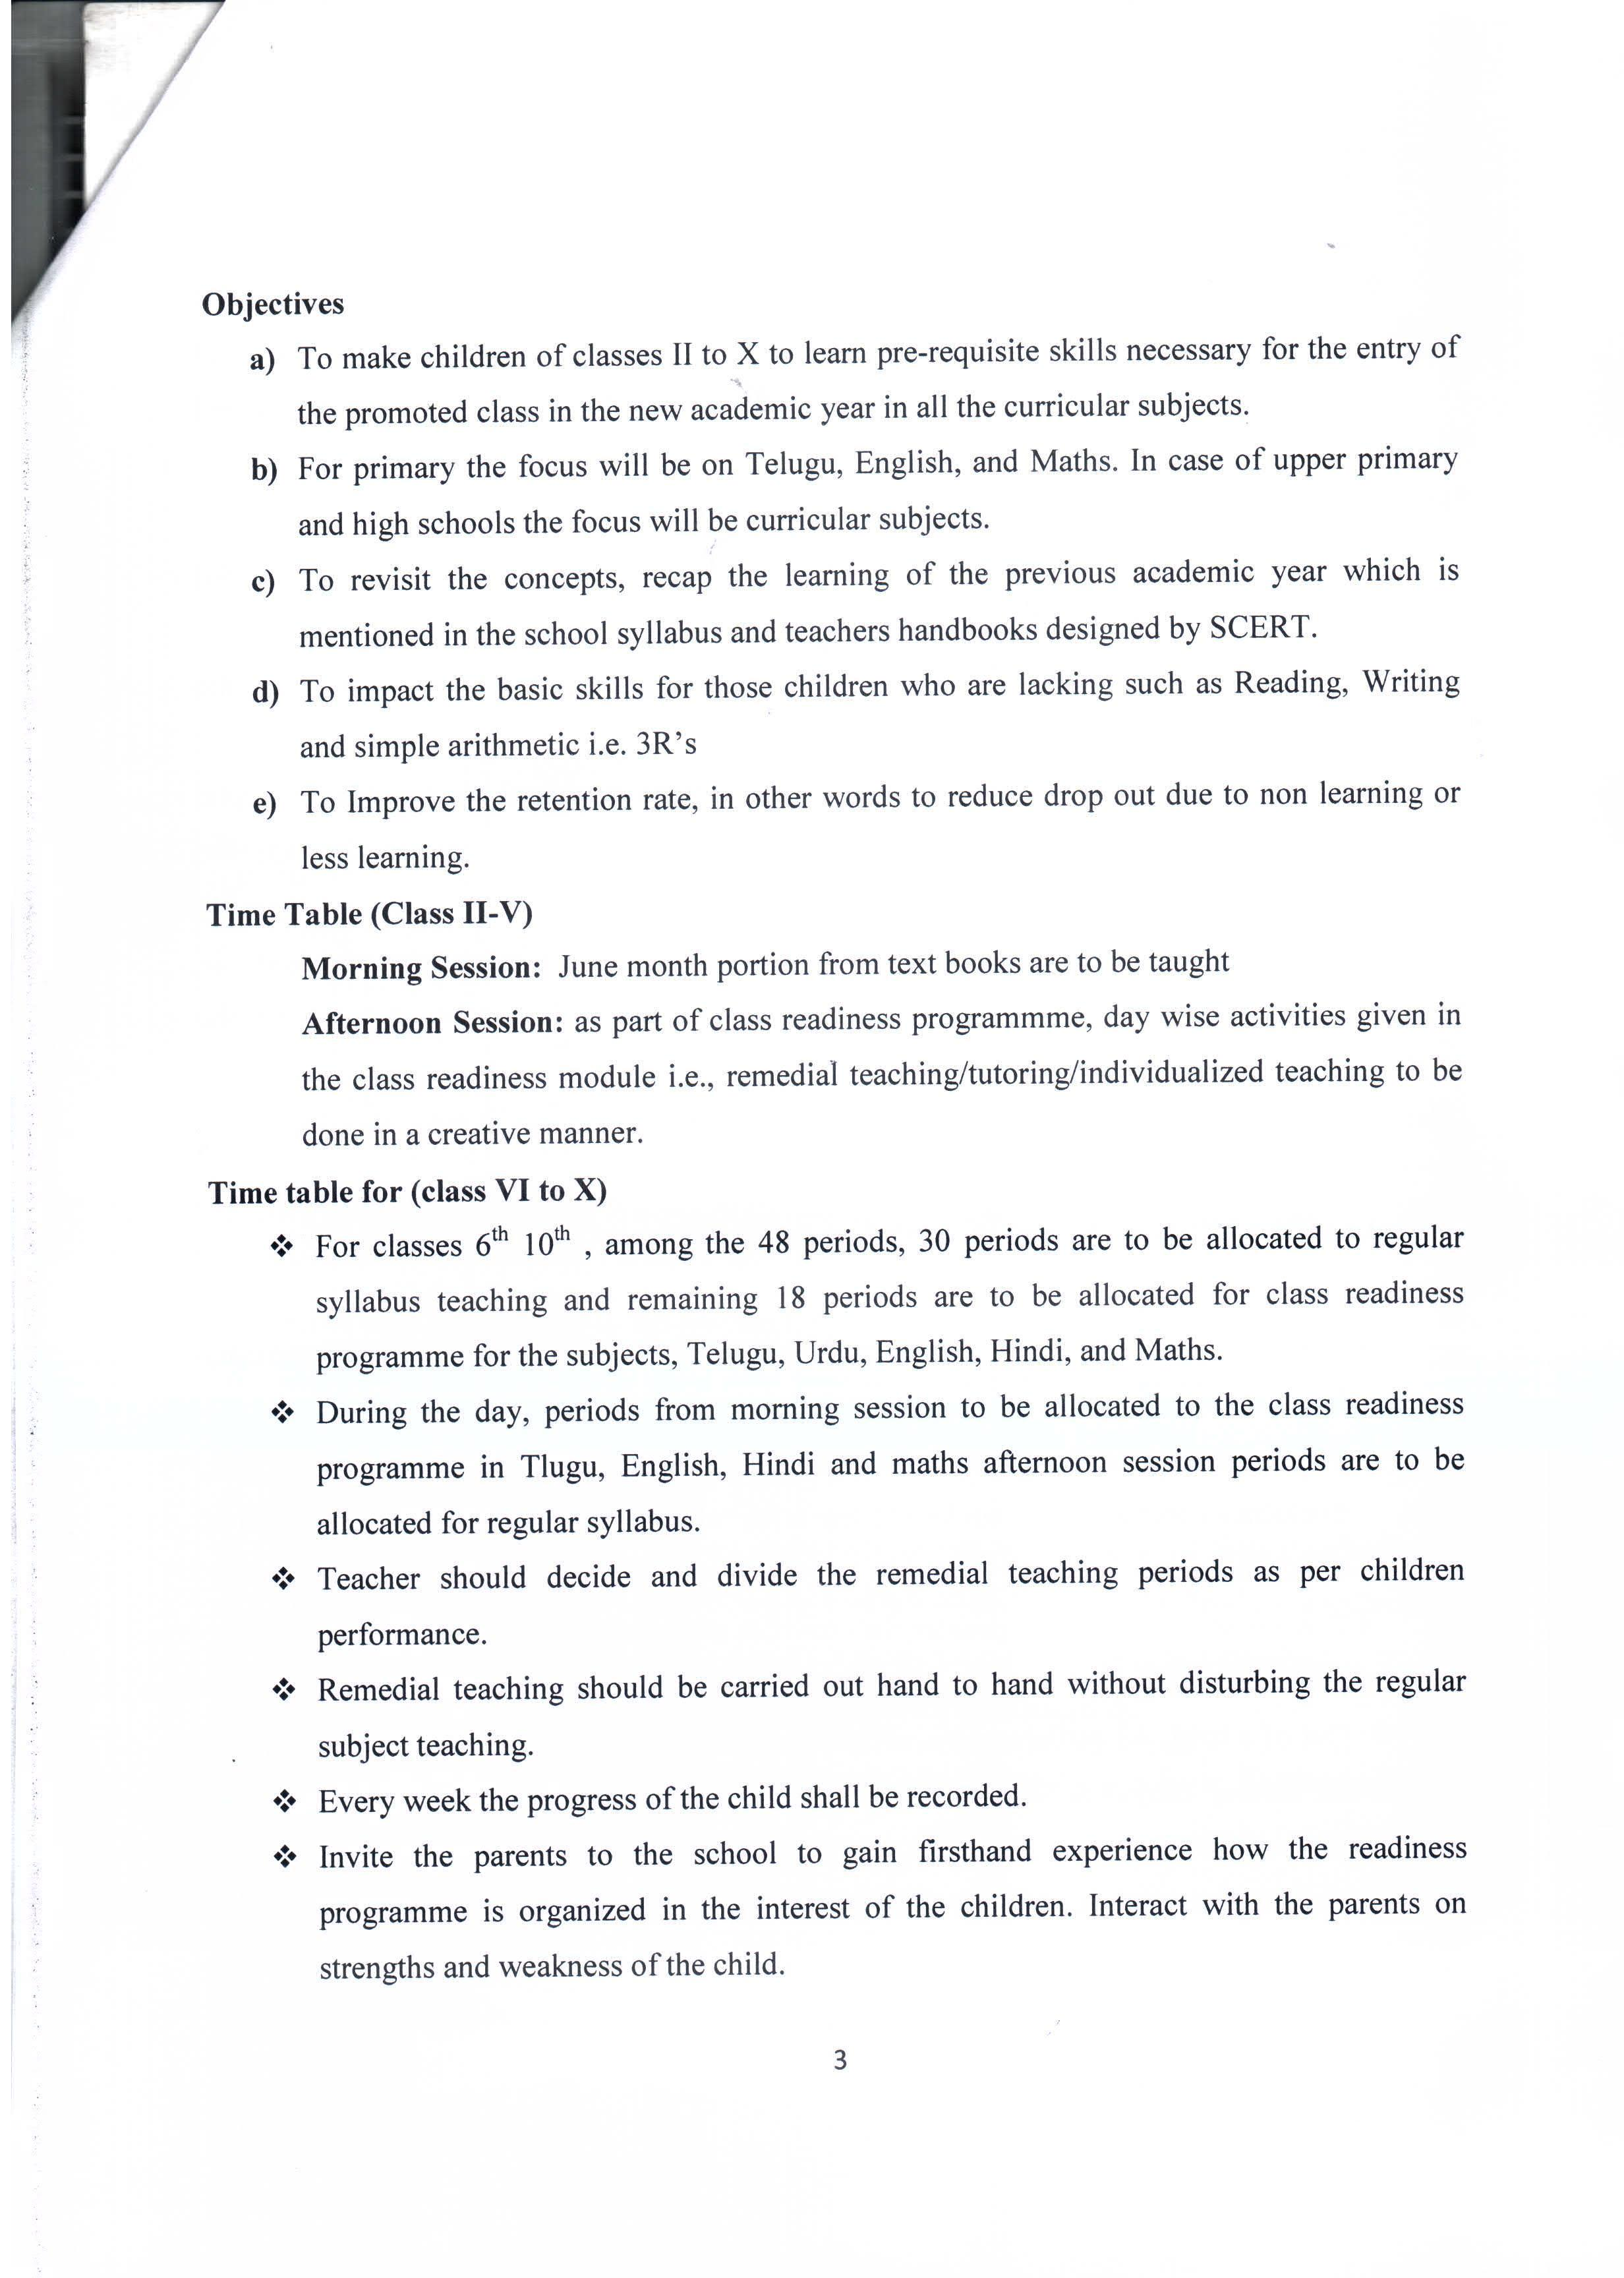 Objectives
a) To make children of classes II to X to learn pre-requisite skills necessary for the entry of
the promoted class in the new academic year in all the curricular subjects.
b) For primary the focus will be on Telugu, English, and Maths. In case of upper primary
and high schools the focus will be curricular subjects.
c) To revisit the concepts, recap the learning of the previous academic year which is
mentioned in the school syllabus and teachers handbooks designed by SCERT.
d) To impact the basic skills for those children who are lacking such as Reading, Writing
and simple arithmetic i.e. 3R’s
e) To Improve the retention rate, in other words to reduce drop out due to non learning or
less learning.
Time Table (Class II-V)
Morning Session: June month portion from text books are to be taught
Afternoon Session: as part of class readiness programmme, day wise activities given in
the class readiness module i.e., remedial teaching/tutoring/individualized teaching to be
done in a creative manner.
Time table for (class VI to X)
❖ For classes 6th 10th , among the 48 periods, 30 periods are to be allocated to regular
syllabus teaching and remaining 18 periods are to be allocated for class readiness
programme for the subjects, Telugu, Urdu, English, Hindi, and Maths.
❖ During the day, periods from morning session to be allocated to the class readiness
programme in Tlugu, English, Hindi and maths afternoon session periods are to be
allocated for regular syllabus.
❖ Teacher should decide and divide the remedial teaching periods as per children
performance.
❖ Remedial teaching should be carried out hand to hand without disturbing the regular
subject teaching.
❖ Every week the progress of the child shall be recorded.
❖ Invite the parents to the school to gain firsthand experience how the readiness
programme is organized in the interest of the children. Interact with the parents on
strengths and weakness of the child.
3